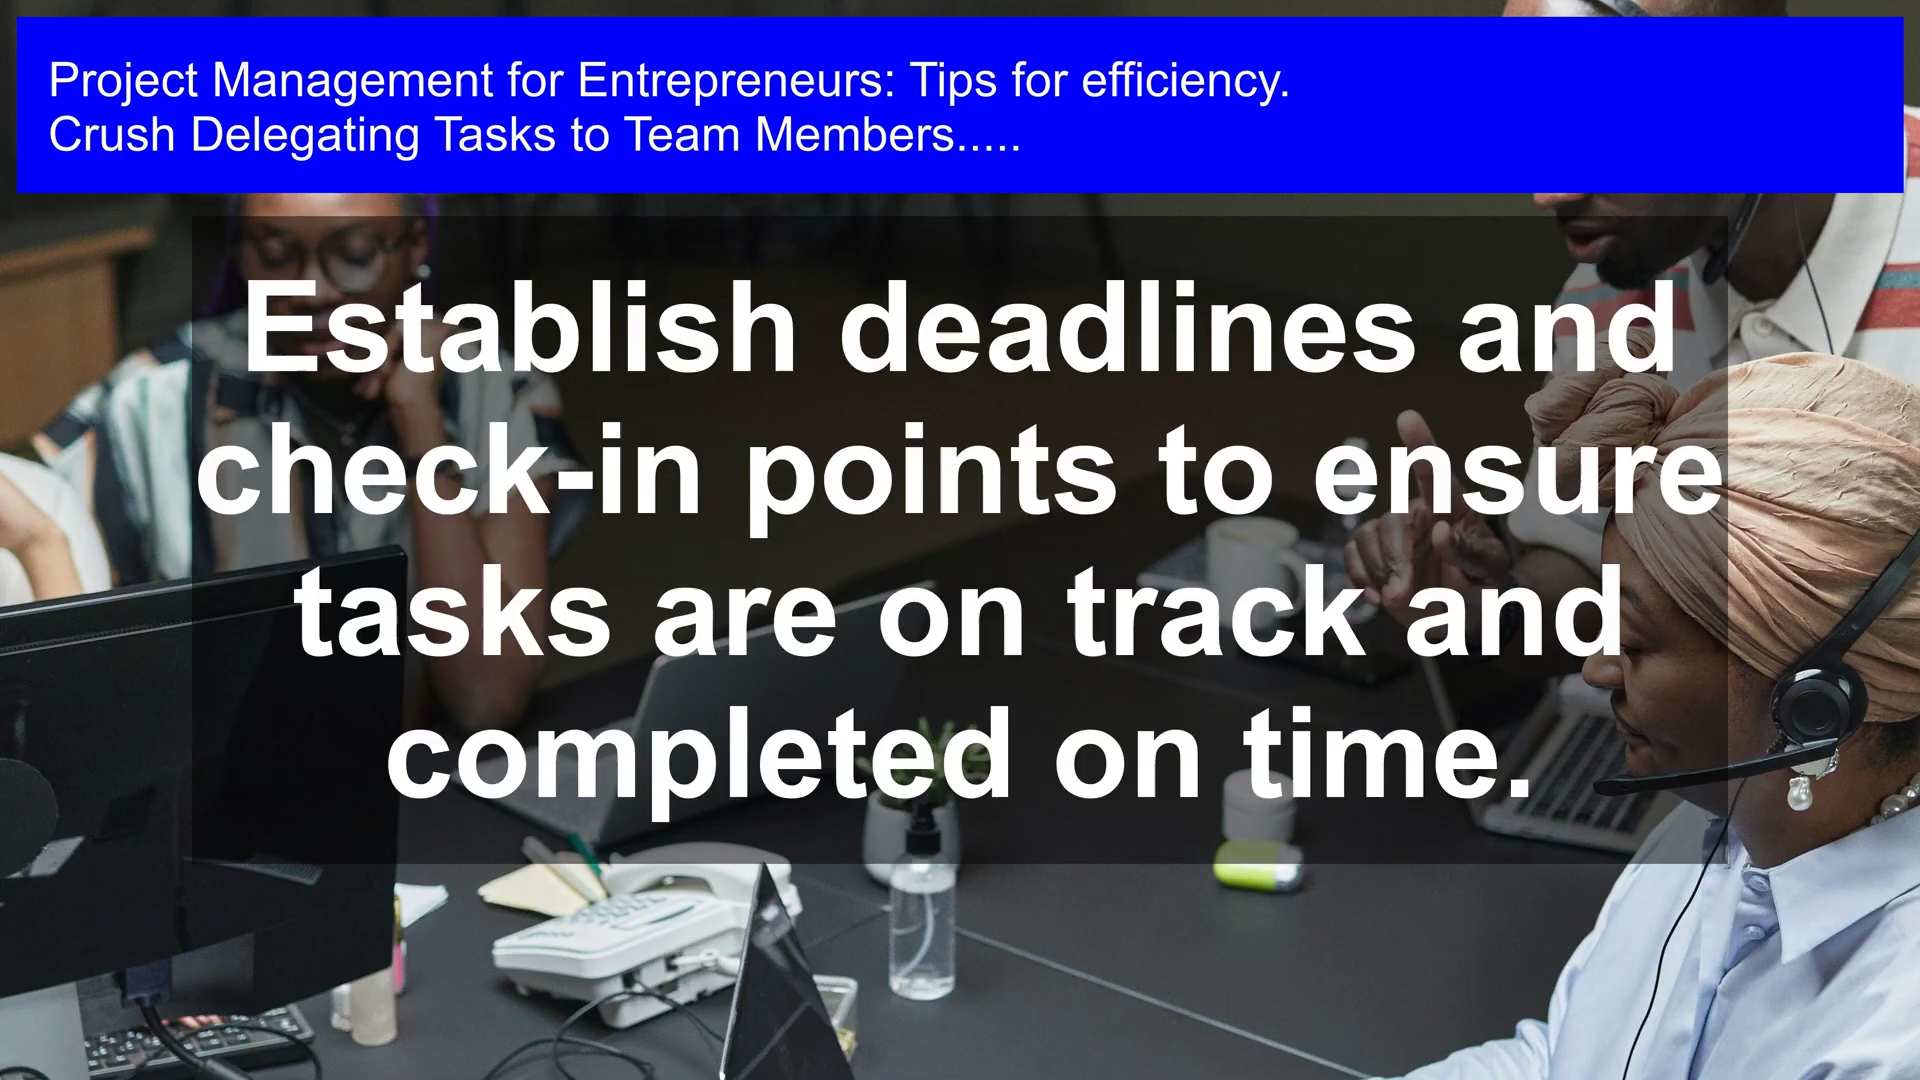 Project Management for Entrepreneurs: Tips for efficiency.
Crush Delegating Tasks to Team Members.....
Establish deadlines and
check-in points to ensure
tasks are on track and
completed on time.